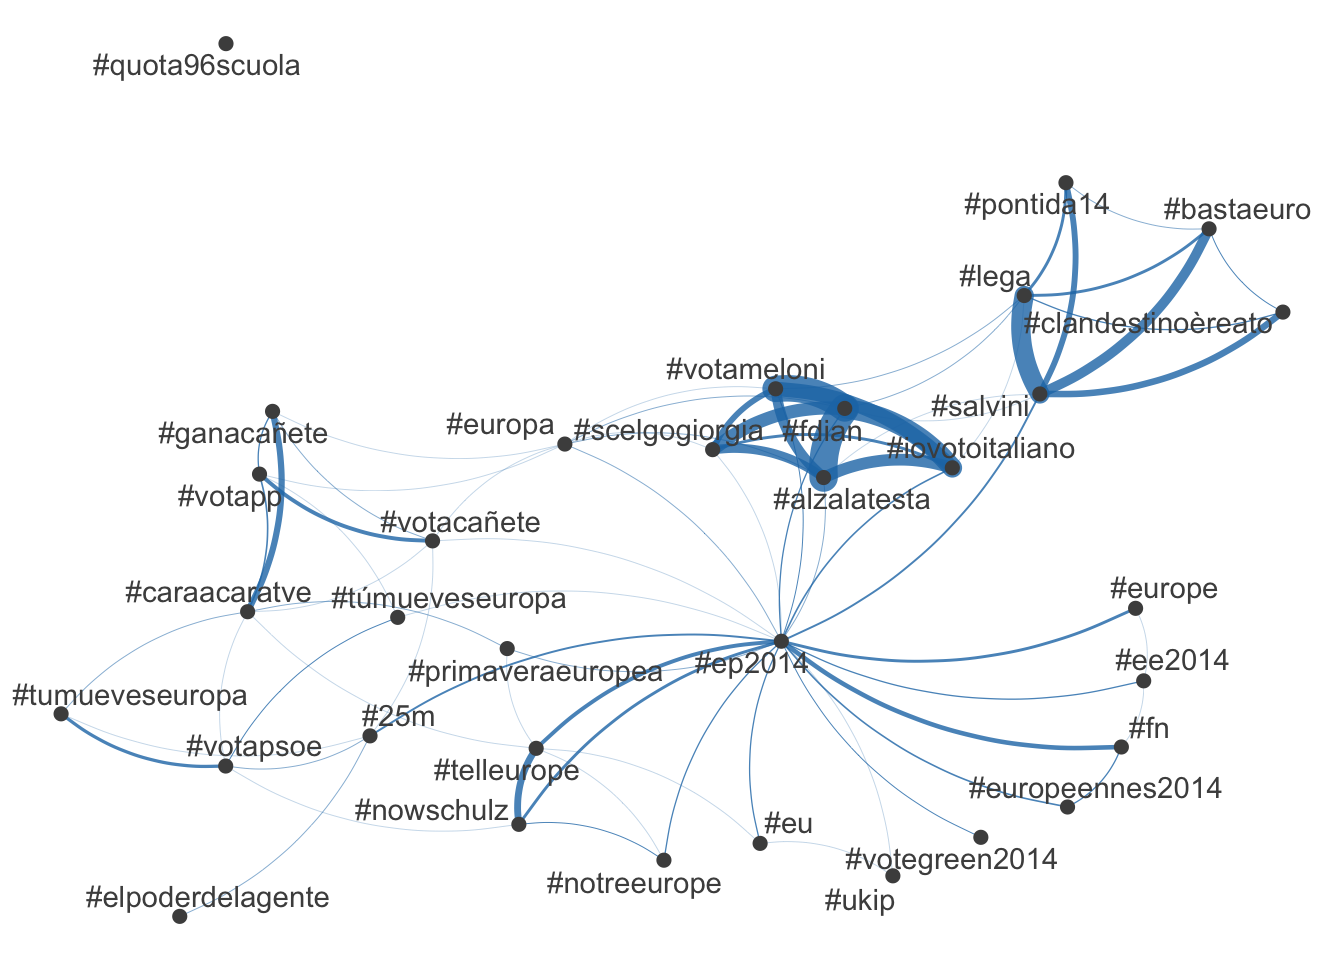 #quota96scuola
#pontida14
#bastaeuro
#lega
#clandestinoèreato
#votameloni
#salvini
#ganacañete
#europa
#scelgogiorgia
#fdian
#iovotoitaliano
#votapp
#alzalatesta
#votacañete
#caraacaratve
#túmueveseuropa
#europe
#primaveraeuropea
#ep2014
#ee2014
#tumueveseuropa
#25m
#fn
#votapsoe
#telleurope
#europeennes2014
#nowschulz
#eu
#votegreen2014
#notreeurope
#elpoderdelagente
#ukip